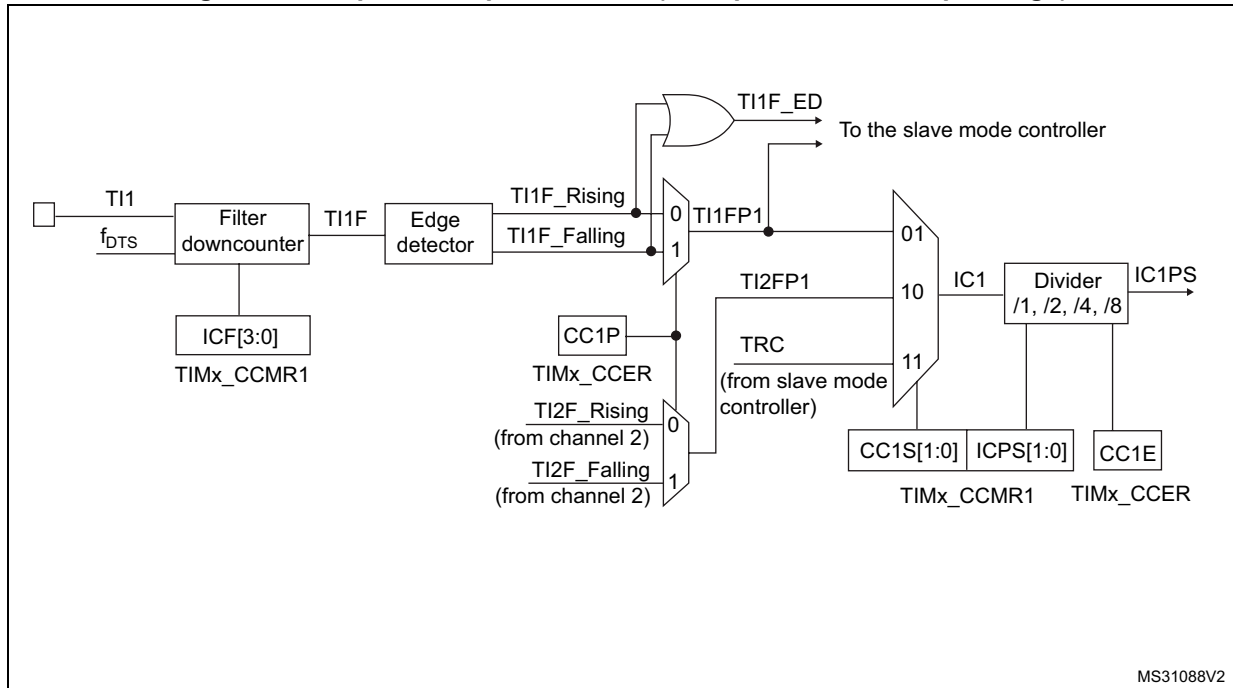 TI1F_ED
To the slave mode controller
TI1
fDTS
Filter
downcounter
TI1F
Edge
detector
TI1F_Rising
TI1F_Falling
0
1
TI1FP1
01
10
11
TI2FP1
TRC
(from slave mode
controller)
IC1
Divider
/1, /2, /4, /8
IC1PS
ICF[3:0]
TIMx_CCMR1
CC1P
TIMx_CCER
TI2F_Rising
(from channel 2)
TI2F_Falling
(from channel 2)
0
1
CC1S[1:0]
ICPS[1:0]
TIMx_CCMR1
CC1E
TIMx_CCER
MS31088V2